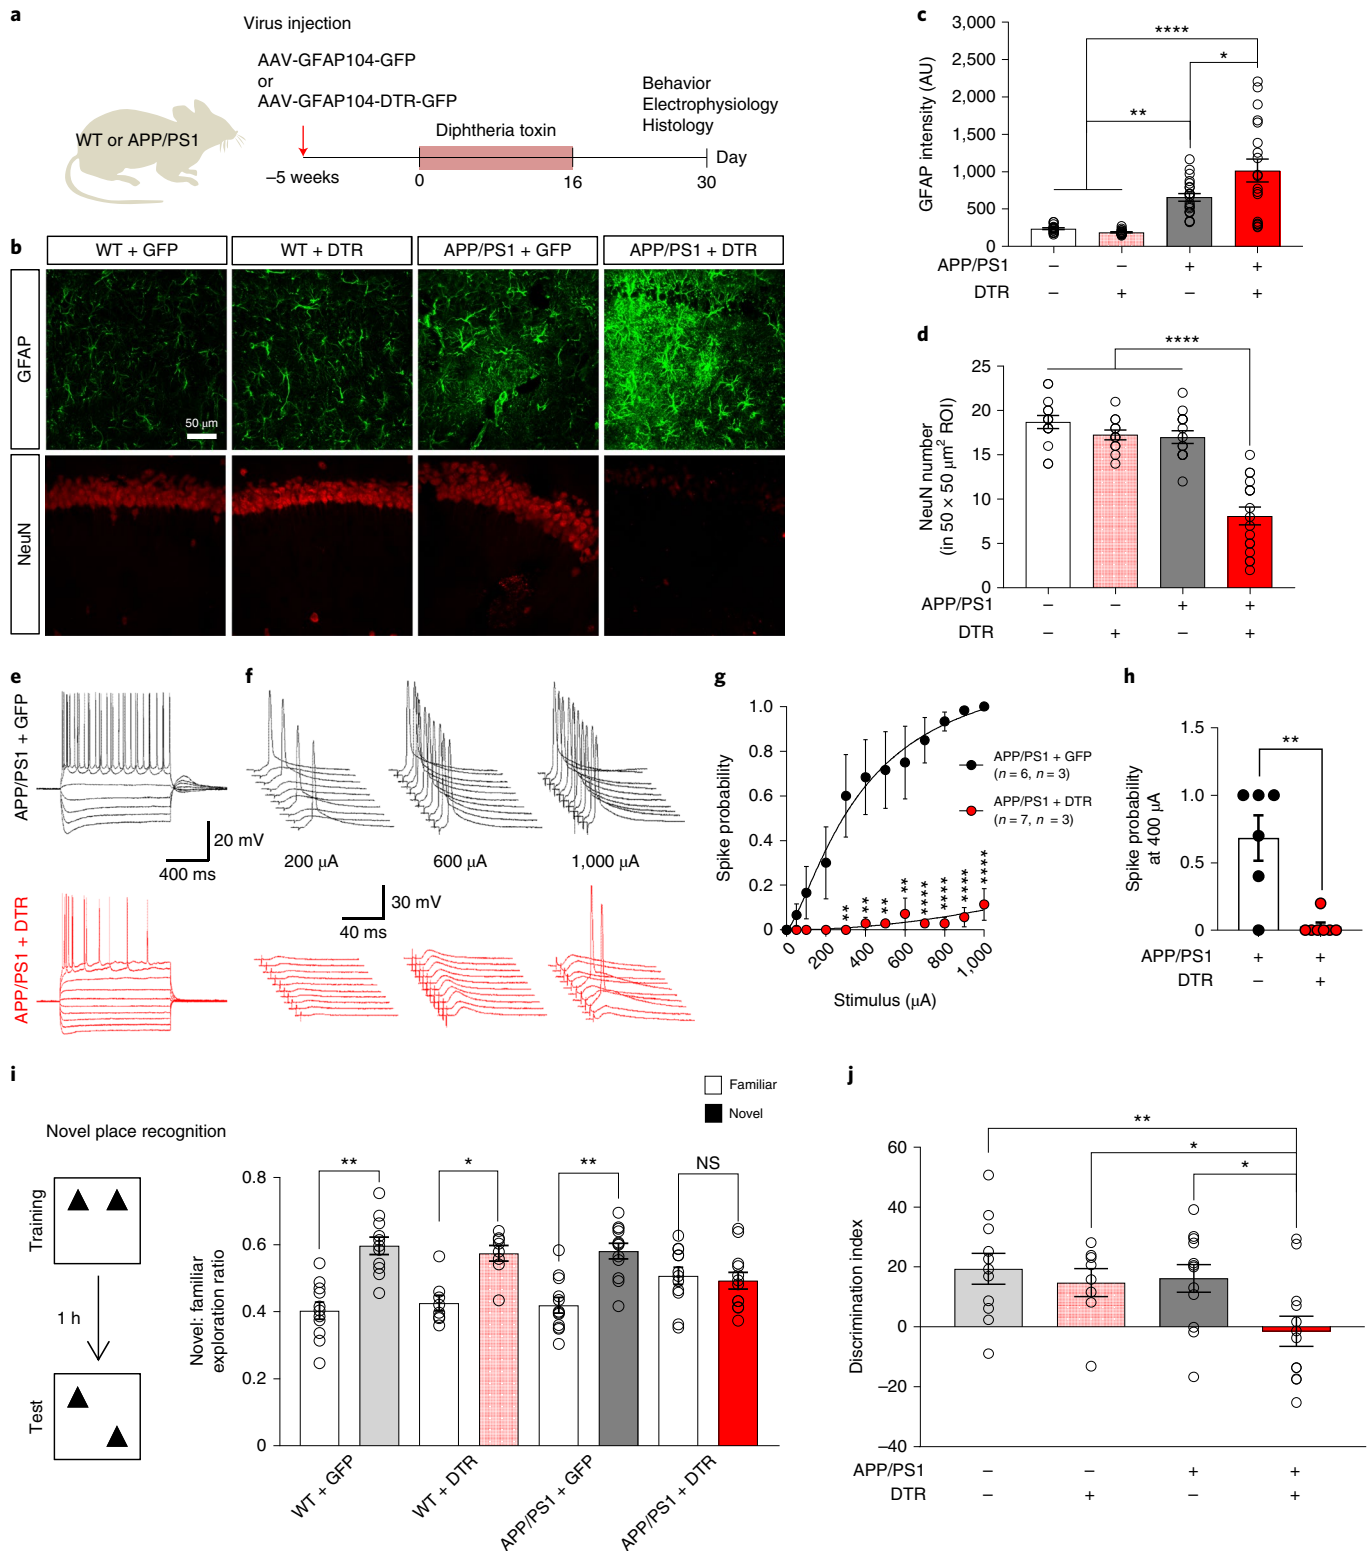 a
Virus injection
AAV-GFAP104-GFP
or
AAV-GFAP104-DTR-GFP
WT or APP/PS1
Diphtheria toxin
Behavior
Electrophysiology
Histology
Day
–5 weeks
0
16
30
b
WT + GFP
WT + DTR
APP/PS1 + GFP
APP/PS1 + DTR
GFAP
50 µm
NeuN
c
GFAP intensity (AU)
3,000
2,500
2,000
1,500
1,000
500
0
****
*
**
APP/PS1 – – + +
DTR – + – +
d
NeuN number
(in 50 × 50 µm² ROI)
25
20
15
10
5
0
****
APP/PS1 – – + +
DTR – + – +
e
APP/PS1 + GFP
20 mV
400 ms
APP/PS1 + DTR
f
200 µA
600 µA
1,000 µA
30 mV
40 ms
g
Spike probability
1.0
0.8
0.6
0.4
0.2
0
APP/PS1 + GFP
(n = 6, n = 3)
APP/PS1 + DTR
(n = 7, n = 3)
**
**
**
**
****
****
****
****
0
200
400
600
800
1,000
Stimulus (µA)
h
Spike probability
at 400 µA
1.5
1.0
0.5
0
**
APP/PS1 + +
DTR – +
i
Novel place recognition
Training
1 h
Test
Familiar
Novel
Novel: familiar
exploration ratio
0.8
0.6
0.4
0.2
0
**
*
**
NS
WT + GFP
WT + DTR
APP/PS1 + GFP
APP/PS1 + DTR
j
Discrimination index
60
40
20
0
–20
–40
**
*
*
APP/PS1 – – + +
DTR – + – +